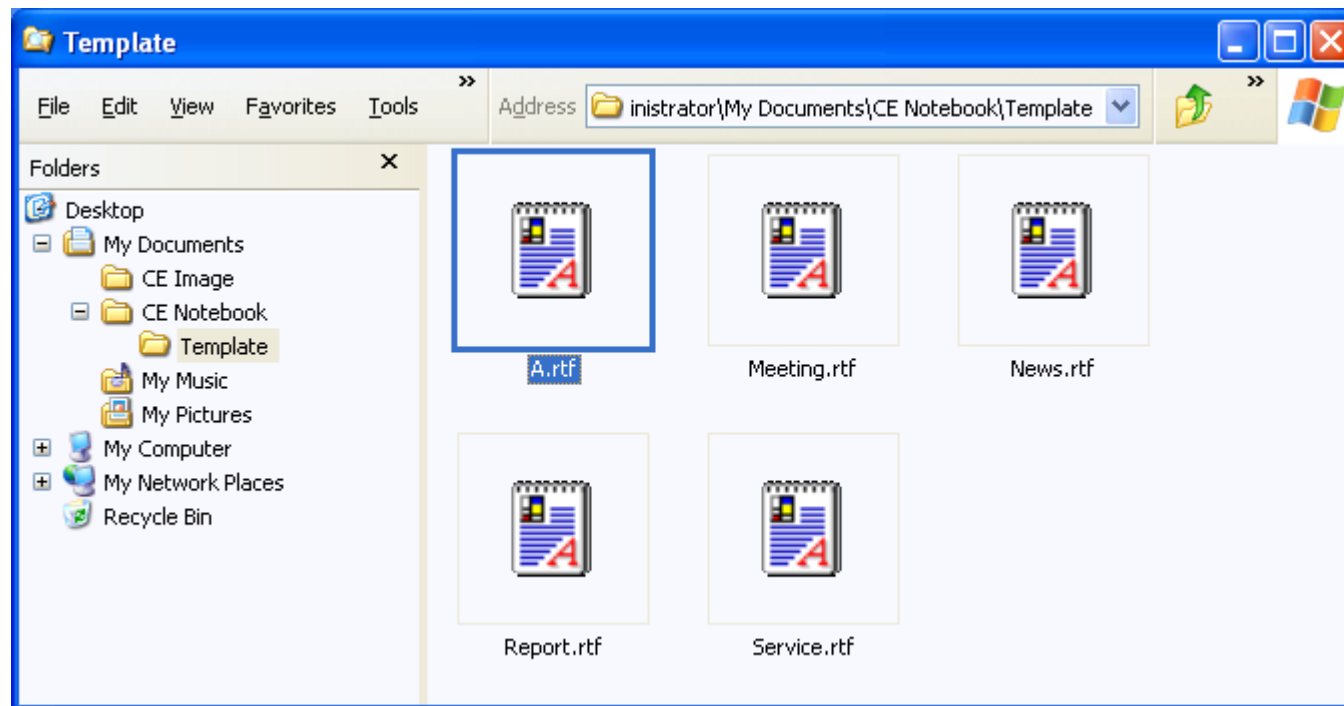 Template
File Edit View Favorites Tools » Address inistrator\My Documents\CE Notebook\Template »
Folders
Desktop
My Documents
CE Image
CE Notebook
Template
My Music
My Pictures
My Computer
My Network Places
Recycle Bin
A.rtf Meeting.rtf News.rtf
Report.rtf Service.rtf